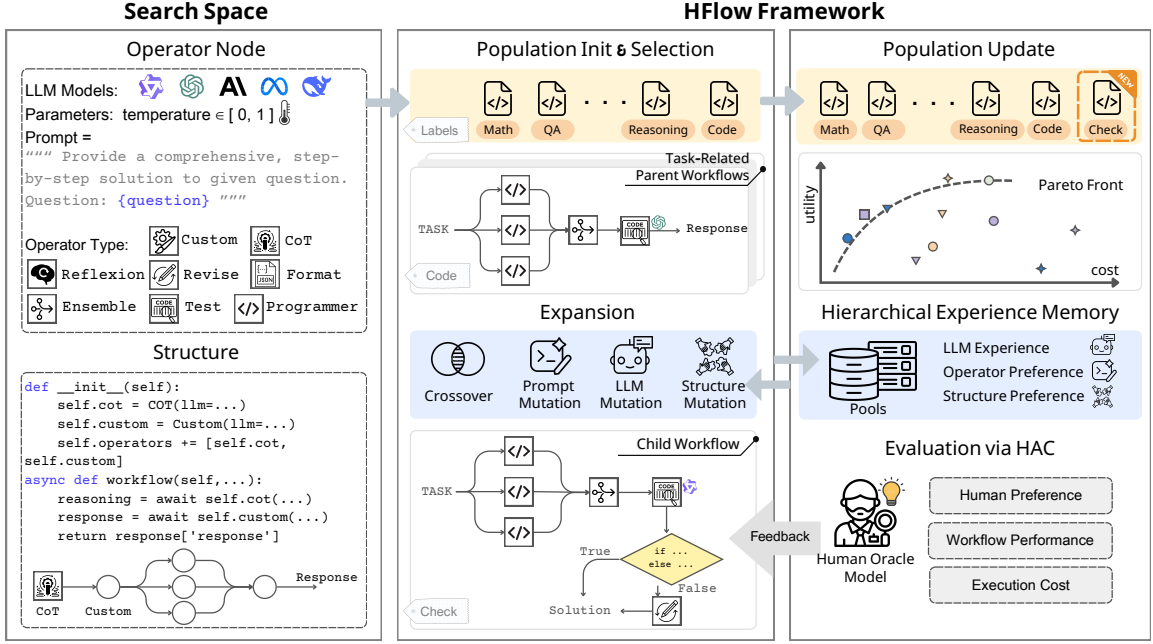 Search Space
HFlow Framework
Operator Node
LLM Models:
Parameters: temperature ∈ [ 0, 1 ]
Prompt =
""" Provide a comprehensive, step-
by-step solution to given question.
Question: {question} """
Operator Type:
Custom
CoT
Reflexion
Revise
Format
Ensemble
Test
Programmer
Structure
def __init__(self):
self.cot = COT(llm=...)
self.custom = Custom(llm=...)
self.operators += [self.cot,
self.custom]
async def workflow(self,...):
reasoning = await self.cot(...)
response = await self.custom(...)
return response['response']
Response
CoT
Custom
Population Init & Selection
Labels
Math
QA
. . .
Reasoning
Code
Task-Related
Parent Workflows
TASK
CODE
Response
Code
Expansion
Crossover
Prompt
Mutation
LLM
Mutation
Structure
Mutation
Child Workflow
TASK
CODE
True
if ...
else ...
False
Solution
Check
Population Update
NEW
Math
QA
. . .
Reasoning
Code
Check
utility
Pareto Front
cost
Hierarchical Experience Memory
Pools
LLM Experience
Operator Preference
Structure Preference
Evaluation via HAC
Feedback
Human Oracle
Model
Human Preference
Workflow Performance
Execution Cost